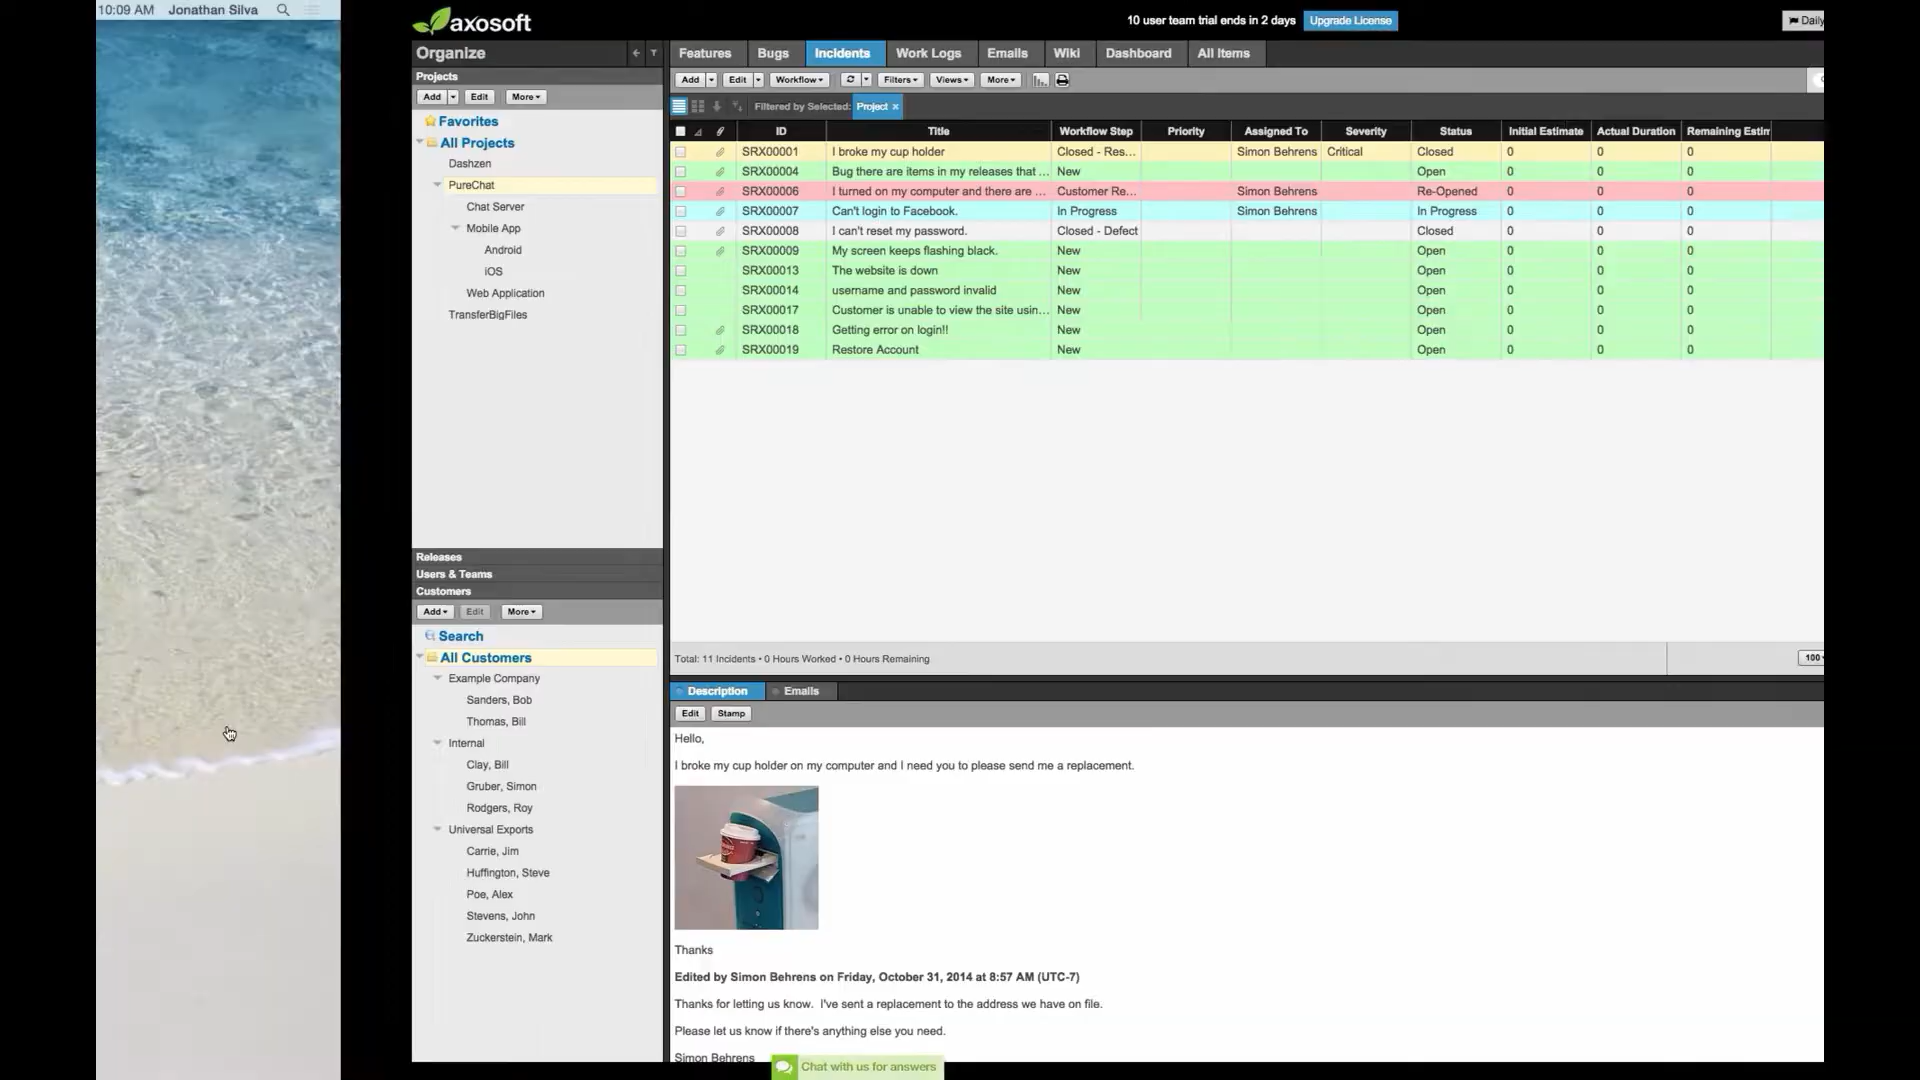 10:09 AM Jonathan Silva
axosoft
10 user team trial ends in 2 days Upgrade License
Daily
Organize
Features Bugs Incidents Work Logs Emails Wiki Dashboard All Items
Projects
Add Edit More
Add Edit Workflow Filters Views More
Filtered by Selected: Project ×
Favorites
All Projects
Dashzen
PureChat
Chat Server
Mobile App
Android
iOS
Web Application
TransferBigFiles
ID Title Workflow Step Priority Assigned To Severity Status Initial Estimate Actual Duration Remaining Estim
SRX00001 I broke my cup holder Closed - Res... Simon Behrens Critical Closed 0 0 0
SRX00004 Bug there are items in my releases that ... New Open 0 0 0
SRX00006 I turned on my computer and there are ... Customer Re... Simon Behrens Re-Opened 0 0 0
SRX00007 Can't login to Facebook. In Progress Simon Behrens In Progress 0 0 0
SRX00008 I can't reset my password. Closed - Defect Closed 0 0 0
SRX00009 My screen keeps flashing black. New Open 0 0 0
SRX00013 The website is down New Open 0 0 0
SRX00014 username and password invalid New Open 0 0 0
SRX00017 Customer is unable to view the site usin... New Open 0 0 0
SRX00018 Getting error on login!! New Open 0 0 0
SRX00019 Restore Account New Open 0 0 0
Total: 11 Incidents • 0 Hours Worked • 0 Hours Remaining
100
Releases
Users & Teams
Customers
Add Edit More
Search
All Customers
Example Company
Sanders, Bob
Thomas, Bill
Internal
Clay, Bill
Gruber, Simon
Rodgers, Roy
Universal Exports
Carrie, Jim
Huffington, Steve
Poe, Alex
Stevens, John
Zuckerstein, Mark
Description Emails
Edit Stamp
Hello,
I broke my cup holder on my computer and I need you to please send me a replacement.
Thanks
Edited by Simon Behrens on Friday, October 31, 2014 at 8:57 AM (UTC-7)
Thanks for letting us know. I've sent a replacement to the address we have on file.
Please let us know if there's anything else you need.
Simon Behrens
Chat with us for answers